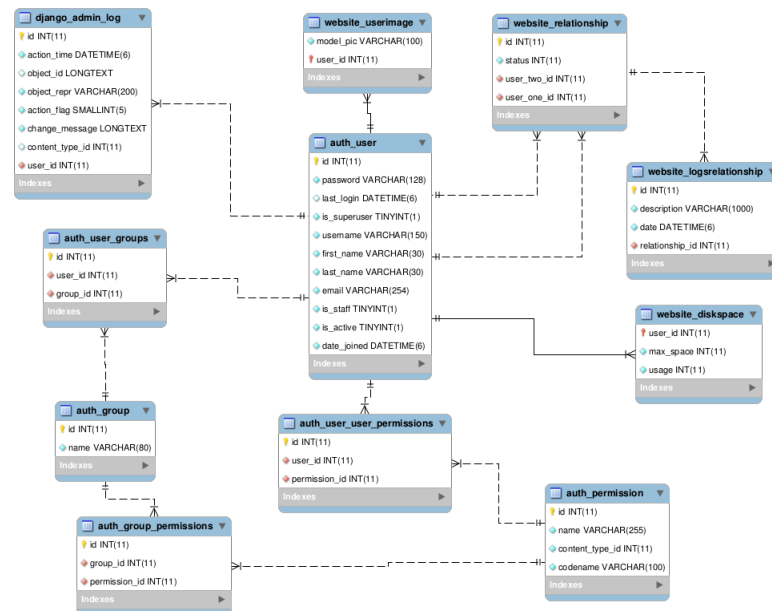 django_admin_log
id INT(11)
action_time DATETIME(6)
object_id LONGTEXT
object_repr VARCHAR(200)
action_flag SMALLINT(5)
change_message LONGTEXT
content_type_id INT(11)
user_id INT(11)
Indexes
website_userimage
model_pic VARCHAR(100)
user_id INT(11)
Indexes
website_relationship
id INT(11)
status INT(11)
user_two_id INT(11)
user_one_id INT(11)
Indexes
auth_user
id INT(11)
password VARCHAR(128)
last_login DATETIME(6)
is_superuser TINYINT(1)
username VARCHAR(150)
first_name VARCHAR(30)
last_name VARCHAR(30)
email VARCHAR(254)
is_staff TINYINT(1)
is_active TINYINT(1)
date_joined DATETIME(6)
website_logsrelationship
id INT(11)
description VARCHAR(1000)
date DATETIME(6)
relationship_id INT(11)
Indexes
auth_user_groups
id INT(11)
user_id INT(11)
group_id INT(11)
Indexes
website_diskspace
user_id INT(11)
max_space INT(11)
usage INT(11)
Indexes
auth_group
id INT(11)
name VARCHAR(80)
Indexes
auth_user_user_permissions
id INT(11)
user_id INT(11)
permission_id INT(11)
Indexes
auth_permission
id INT(11)
name VARCHAR(255)
content_type_id INT(11)
codename VARCHAR(100)
Indexes
auth_group_permissions
id INT(11)
group_id INT(11)
permission_id INT(11)
Indexes